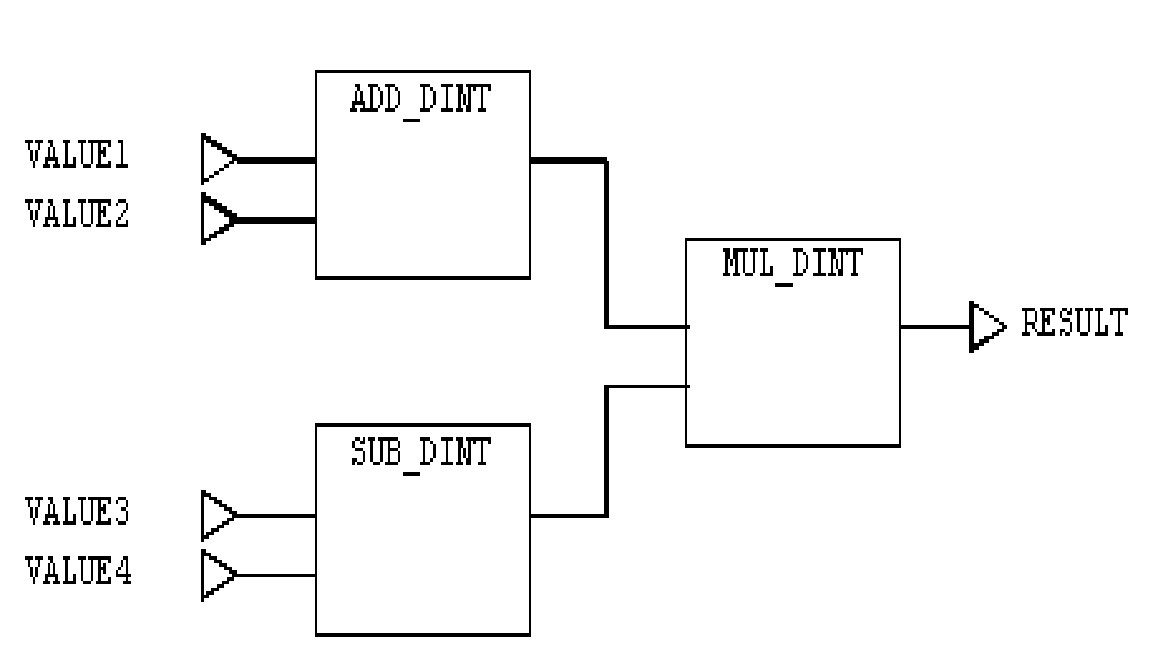 ADD_DINT
VALUE1
VALUE2
MUL_DINT
RESULT
SUB_DINT
VALUE3
VALUE4